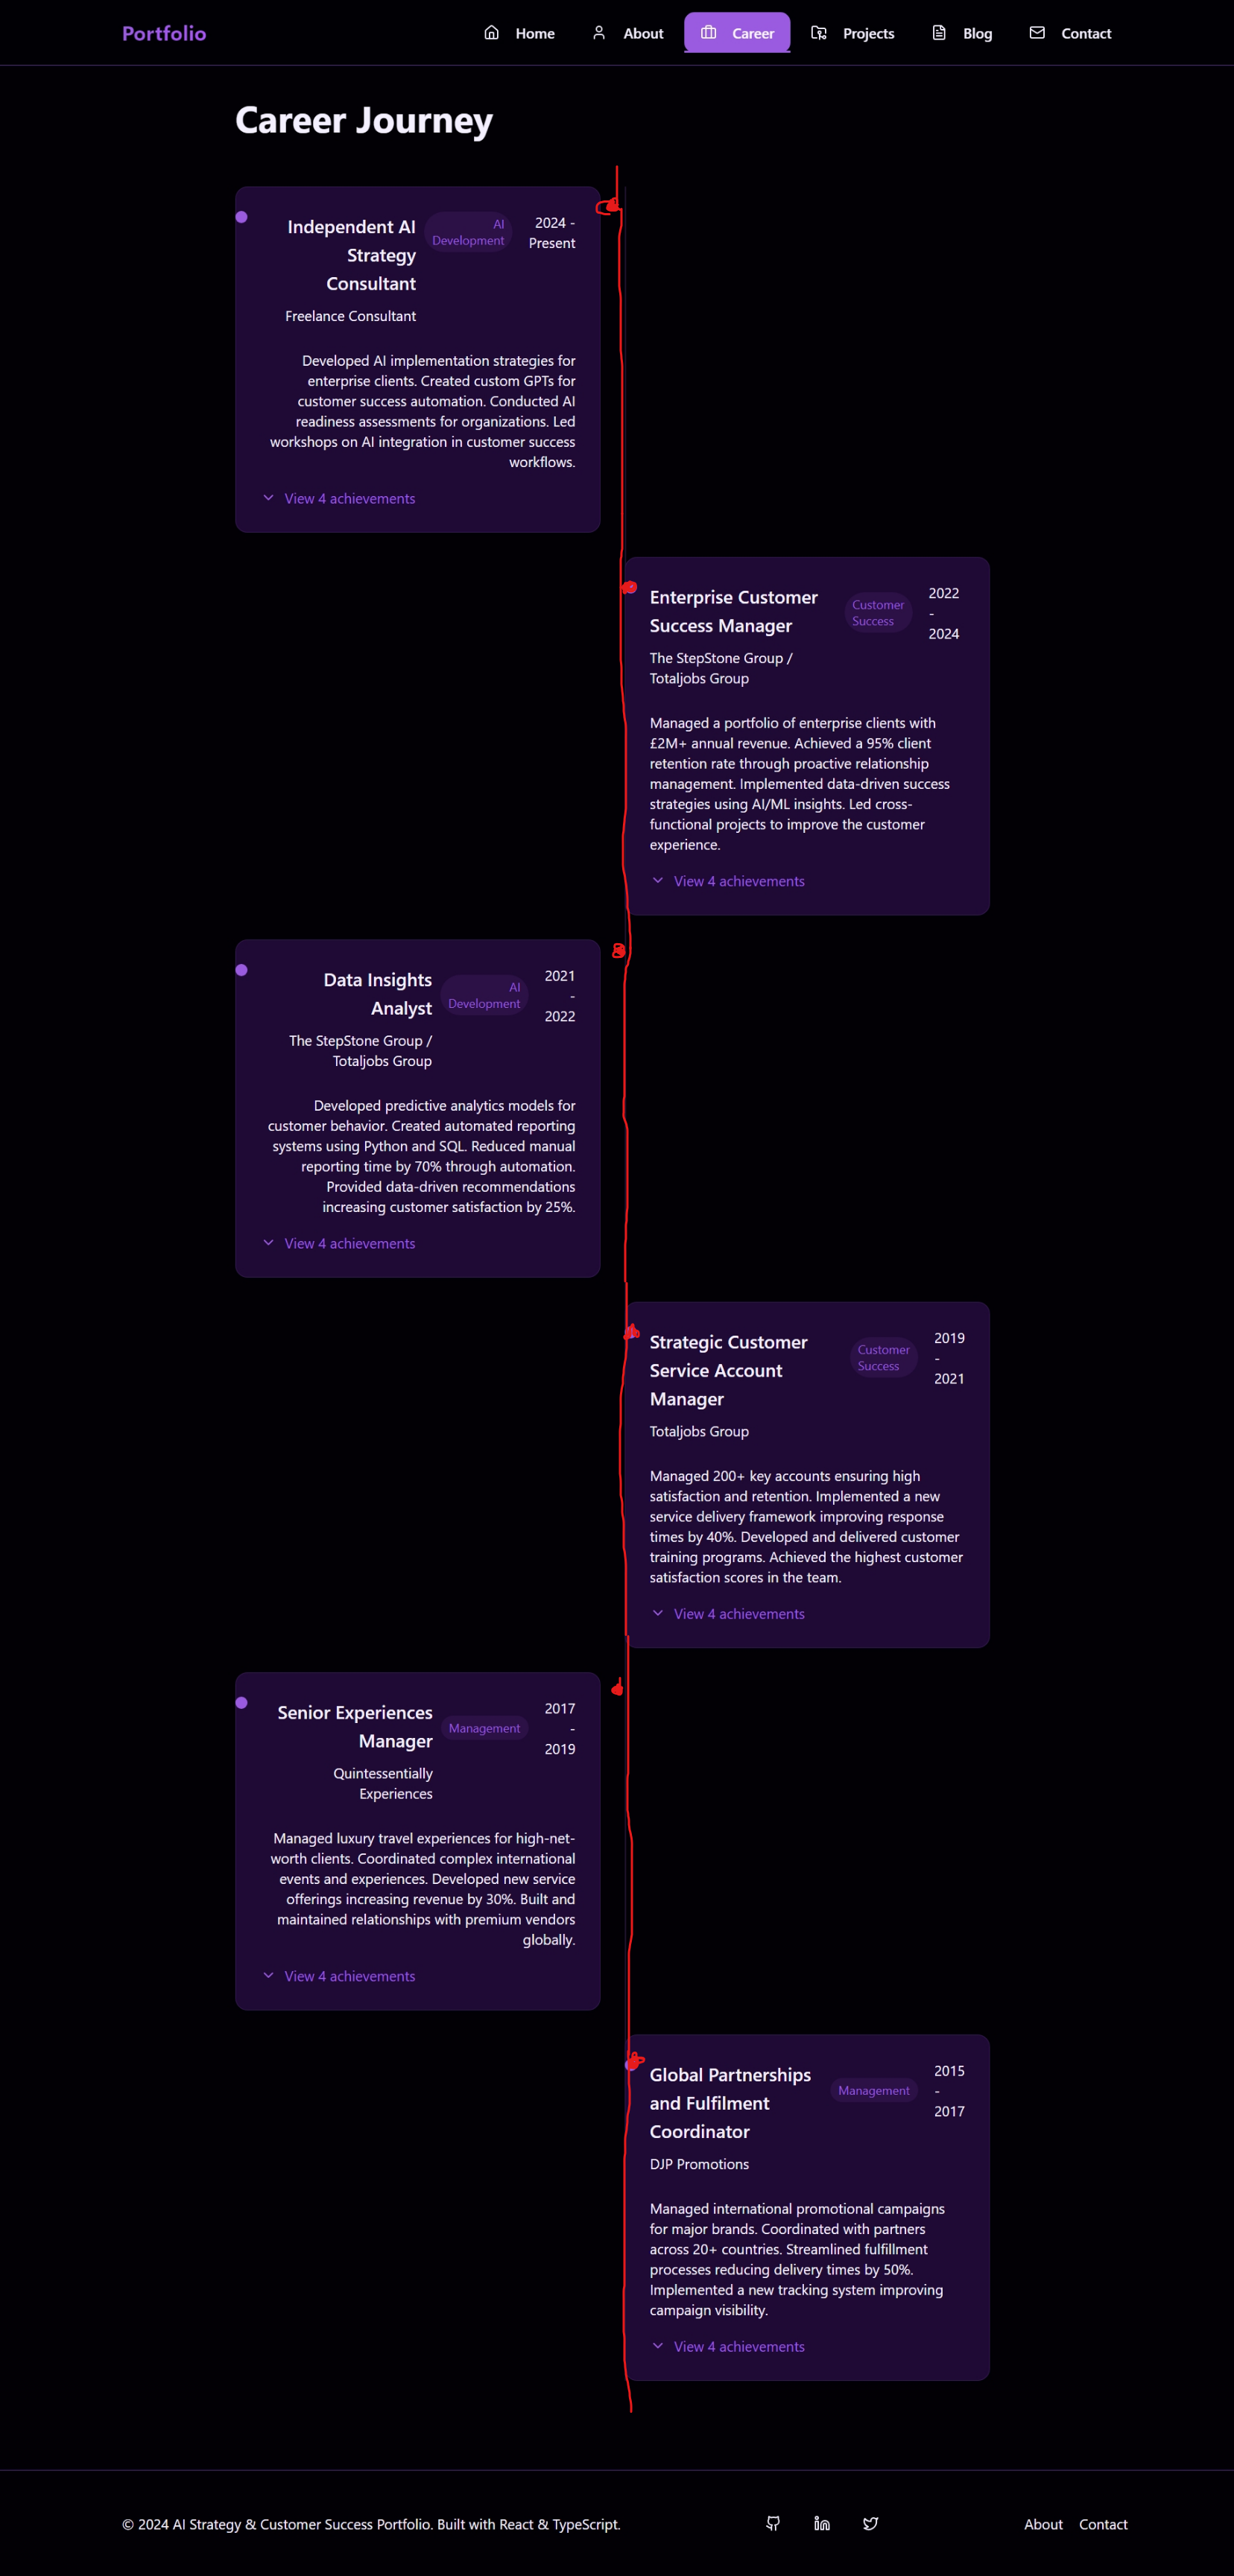 Portfolio
Home
About
Career
Projects
Blog
Contact
Career Journey
Independent AI
Strategy
Consultant
AI
Development
2024 -
Present
Freelance Consultant
Developed AI implementation strategies for
enterprise clients. Created custom GPTs for
customer success automation. Conducted AI
readiness assessments for organizations. Led
workshops on AI integration in customer success
workflows.
View 4 achievements
Enterprise Customer
Success Manager
Customer
Success
2022
-
2024
The StepStone Group /
Totaljobs Group
Managed a portfolio of enterprise clients with
£2M+ annual revenue. Achieved a 95% client
retention rate through proactive relationship
management. Implemented data-driven success
strategies using AI/ML insights. Led cross-
functional projects to improve the customer
experience.
View 4 achievements
Data Insights
Analyst
AI
Development
2021
-
2022
The StepStone Group /
Totaljobs Group
Developed predictive analytics models for
customer behavior. Created automated reporting
systems using Python and SQL. Reduced manual
reporting time by 70% through automation.
Provided data-driven recommendations
increasing customer satisfaction by 25%.
View 4 achievements
Strategic Customer
Service Account
Manager
Customer
Success
2019
-
2021
Totaljobs Group
Managed 200+ key accounts ensuring high
satisfaction and retention. Implemented a new
service delivery framework improving response
times by 40%. Developed and delivered customer
training programs. Achieved the highest customer
satisfaction scores in the team.
View 4 achievements
Senior Experiences
Manager
Management
2017
-
2019
Quintessentially
Experiences
Managed luxury travel experiences for high-net-
worth clients. Coordinated complex international
events and experiences. Developed new service
offerings increasing revenue by 30%. Built and
maintained relationships with premium vendors
globally.
View 4 achievements
Global Partnerships
and Fulfilment
Coordinator
Management
2015
-
2017
DJP Promotions
Managed international promotional campaigns
for major brands. Coordinated with partners
across 20+ countries. Streamlined fulfillment
processes reducing delivery times by 50%.
Implemented a new tracking system improving
campaign visibility.
View 4 achievements
© 2024 AI Strategy & Customer Success Portfolio. Built with React & TypeScript.
About
Contact